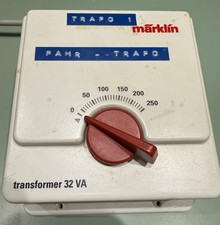 TRAFO 1
märklin
FAHR --TRAFO
100 150
50 200
0 250
transformer 32 VA